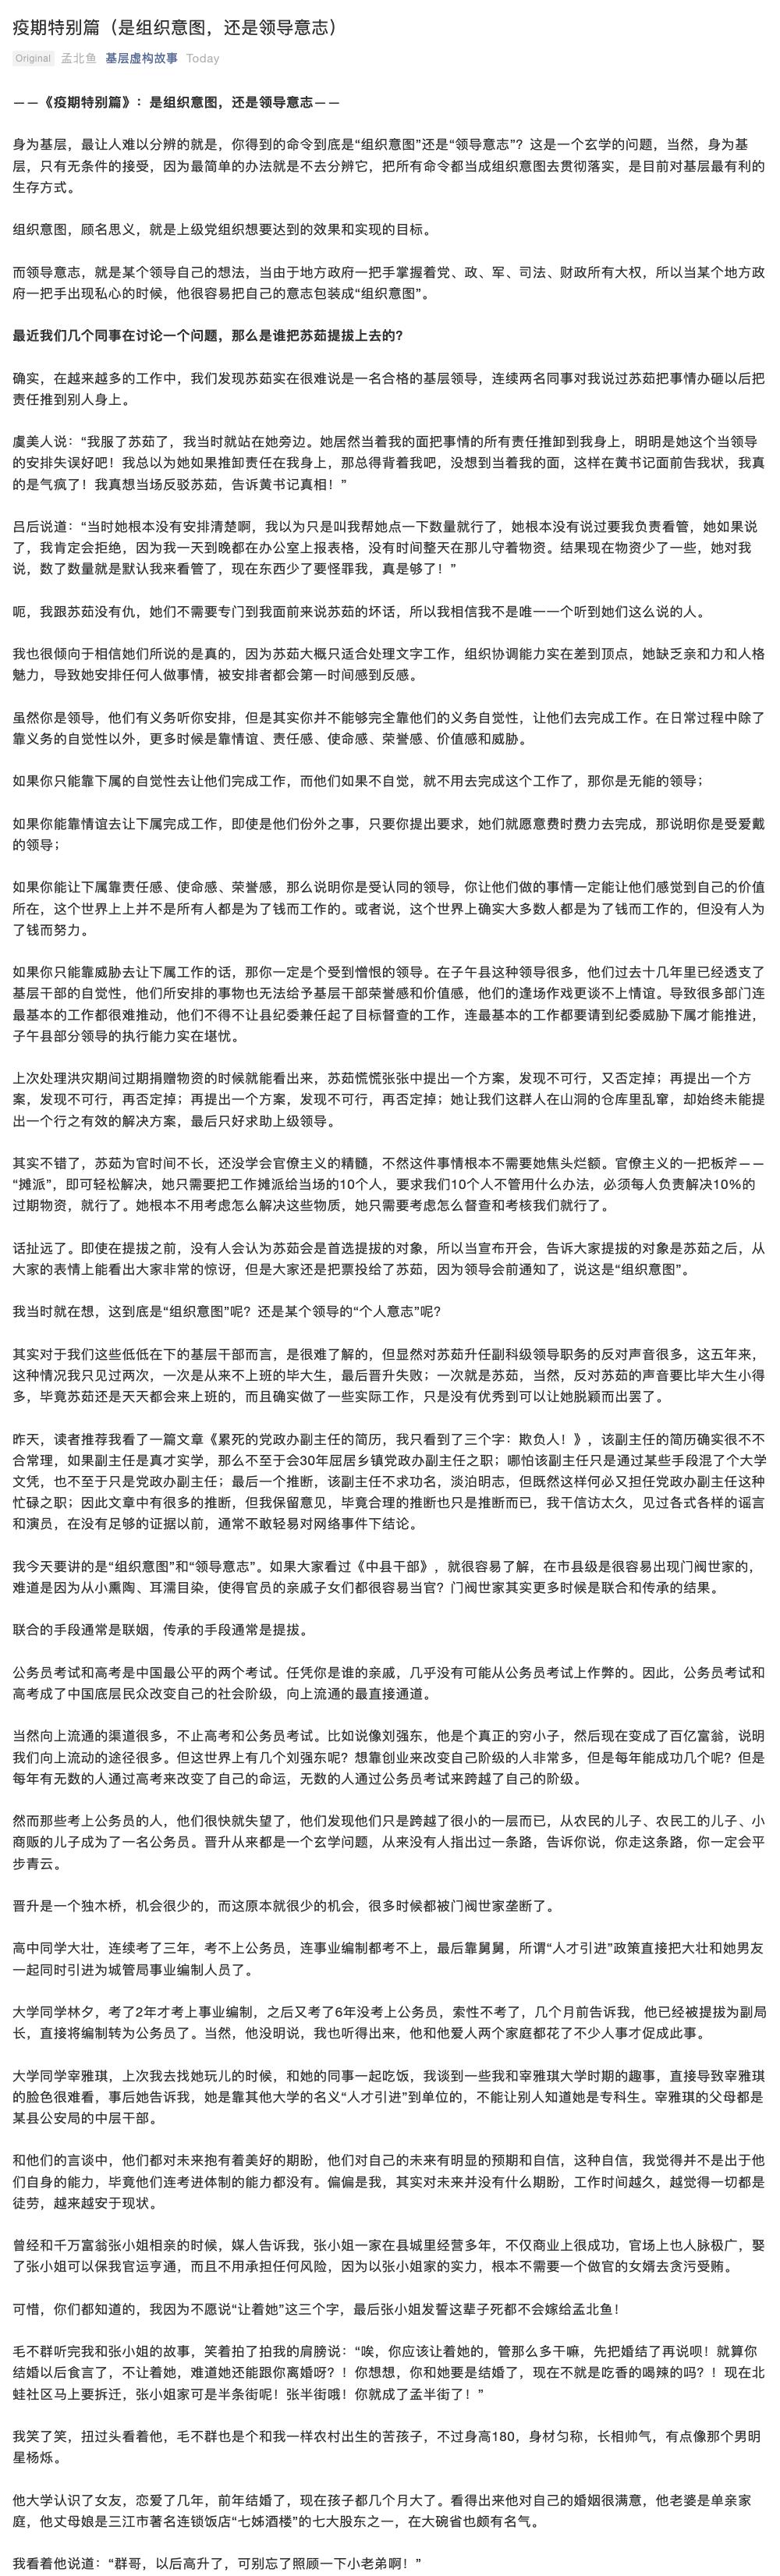 疫期特别篇（是组织意图，还是领导意志）
Original 孟北鱼 基层虚构故事 Today
——《疫期特别篇》：是组织意图，还是领导意志——
身为基层，最让人难以分辨的就是，你得到的命令到底是“组织意图”还是“领导意志”？这是一个玄学的问题，当然，身为基
层，只有无条件的接受，因为最简单的办法就是不去分辨它，把所有命令都当成组织意图去贯彻落实，是目前对基层最有利的
生存方式。
组织意图，顾名思义，就是上级党组织想要达到的效果和实现的目标。
而领导意志，就是某个领导自己的想法，当由于地方政府一把手掌握着党、政、军、司法、财政所有大权，所以当某个地方政
府一把手出现私心的时候，他很容易把自己的意志包装成“组织意图”。
最近我们几个同事在讨论一个问题，那么是谁把苏茹提拔上去的？
确实，在越来越多的工作中，我们发现苏茹实在很难说是一名合格的基层领导，连续两名同事对我说过苏茹把事情办砸以后把
责任推到别人身上。
虞美人说：“我服了苏茹了，我当时就站在她旁边。她居然当着我的面把事情的所有责任推卸到我身上，明明是她这个当领导
的安排失误好吧！我总以为她如果推卸责任在我身上，那总得背着我吧，没想到当着我的面，这样在黄书记面前告我状，我真
的是气疯了！我真想当场反驳苏茹，告诉黄书记真相！”
吕后说道：“当时她根本没有安排清楚啊，我以为只是叫我帮她点一下数量就行了，她根本没有说过要我负责看管，她如果说
了，我肯定会拒绝，因为我一天到晚都在办公室上报表格，没有时间整天在那儿守着物资。结果现在物资少了一些，她对我
说，数了数量就是默认我来看管了，现在东西少了要怪罪我，真是够了！”
呃，我跟苏茹没有仇，她们不需要专门到我面前来说苏茹的坏话，所以我相信我不是唯一一个听到她们这么说的人。
我也很倾向于相信她们所说的是真的，因为苏茹大概只适合处理文字工作，组织协调能力实在差到顶点，她缺乏亲和力和人格
魅力，导致她安排任何人做事情，被安排者都会第一时间感到反感。
虽然你是领导，他们有义务听你安排，但是其实你并不能够完全靠他们的义务自觉性，让他们去完成工作。在日常过程中除了
靠义务的自觉性以外，更多时候是靠情谊、责任感、使命感、荣誉感、价值感和威胁。
如果你只能靠下属的自觉性去让他们完成工作，而他们如果不自觉，就不用去完成这个工作了，那你是无能的领导；
如果你能靠情谊去让下属完成工作，即使是他们份外之事，只要你提出要求，她们就愿意费时费力去完成，那说明你是受爱戴
的领导；
如果你能让下属靠责任感、使命感、荣誉感，那么说明你是受认同的领导，你让他们做的事情一定能让他们感觉到自己的价值
所在，这个世界上上并不是所有人都是为了钱而工作的。或者说，这个世界上确实大多数人都是为了钱而工作的，但没有人为
了钱而努力。
如果你只能靠威胁去让下属工作的话，那你一定是个受到憎恨的领导。在子午县这种领导很多，他们过去十几年里已经透支了
基层干部的自觉性，他们所安排的事物也无法给予基层干部荣誉感和价值感，他们的逢场作戏更谈不上情谊。导致很多部门连
最基本的工作都很难推动，他们不得不让县纪委兼任起了目标督查的工作，连最基本的工作都要请到纪委威胁下属才能推进，
子午县部分领导的执行能力实在堪忧。
上次处理洪灾期间过期捐赠物资的时候就能看出来，苏茹慌慌张张中提出一个方案，发现不可行，又否定掉；再提出一个方
案，发现不可行，再否定掉；再提出一个方案，发现不可行，再否定掉；她让我们这群人在山洞的仓库里乱窜，却始终未能提
出一个行之有效的解决方案，最后只好求助上级领导。
其实不错了，苏茹为官时间不长，还没学会官僚主义的精髓，不然这件事情根本不需要她焦头烂额。官僚主义的一把板斧——
“摊派”，即可轻松解决，她只需要把工作摊派给当场的10个人，要求我们10个人不管用什么办法，必须每人负责解决10%的
过期物资，就行了。她根本不用考虑怎么解决这些物质，她只需要考虑怎么督查和考核我们就行了。
话扯远了。即使在提拔之前，没有人会认为苏茹会是首选提拔的对象，所以当宣布开会，告诉大家提拔的对象是苏茹之后，从
大家的表情上能看出大家非常的惊讶，但是大家还是把票投给了苏茹，因为领导会前通知了，说这是“组织意图”。
我当时就在想，这到底是“组织意图”呢？还是某个领导的“个人意志”呢？
其实对于我们这些低低在下的基层干部而言，是很难了解的，但显然对苏茹升任副科级领导职务的反对声音很多，这五年来，
这种情况我只见过两次，一次是从来不上班的毕大生，最后晋升失败；一次就是苏茹，当然，反对苏茹的声音要比毕大生小得
多，毕竟苏茹还是天天都会来上班的，而且确实做了一些实际工作，只是没有优秀到可以让她脱颖而出罢了。
昨天，读者推荐我看了一篇文章《累死的党政办副主任的简历，我只看到了三个字：欺负人！》，该副主任的简历确实很不不
合常理，如果副主任是真才实学，那么不至于会30年屈居乡镇党政办副主任之职；哪怕该副主任只是通过某些手段混了个大学
文凭，也不至于只是党政办副主任；最后一个推断，该副主任不求功名，淡泊明志，但既然这样何必又担任党政办副主任这种
忙碌之职；因此文章中有很多的推断，但我保留意见，毕竟合理的推断也只是推断而已，我干信访太久，见过各式各样的谣言
和演员，在没有足够的证据以前，通常不敢轻易对网络事件下结论。
我今天要讲的是“组织意图”和“领导意志”。如果大家看过《中县干部》，就很容易了解，在市县级是很容易出现门阀世家的，
难道是因为从小熏陶、耳濡目染，使得官员的亲戚子女们都很容易当官？门阀世家其实更多时候是联合和传承的结果。
联合的手段通常是联姻，传承的手段通常是提拔。
公务员考试和高考是中国最公平的两个考试。任凭你是谁的亲戚，几乎没有可能从公务员考试上作弊的。因此，公务员考试和
高考成了中国底层民众改变自己的社会阶级，向上流通的最直接通道。
当然向上流通的渠道很多，不止高考和公务员考试。比如说像刘强东，他是个真正的穷小子，然后现在变成了百亿富翁，说明
我们向上流动的途径很多。但这世界上有几个刘强东呢？想靠创业来改变自己阶级的人非常多，但是每年能成功几个呢？但是
每年有无数的人通过高考来改变了自己的命运，无数的人通过公务员考试来跨越了自己的阶级。
然而那些考上公务员的人，他们很快就失望了，他们发现他们只是跨越了很小的一层而已，从农民的儿子、农民工的儿子、小
商贩的儿子成为了一名公务员。晋升从来都是一个玄学问题，从来没有人指出过一条路，告诉你说，你走这条路，你一定会平
步青云。
晋升是一个独木桥，机会很少的，而这原本就很少的机会，很多时候都被门阀世家垄断了。
高中同学大壮，连续考了三年，考不上公务员，连事业编制都考不上，最后靠舅舅，所谓“人才引进”政策直接把大壮和她男友
一起同时引进为城管局事业编制人员了。
大学同学林夕，考了2年才考上事业编制，之后又考了6年没考上公务员，索性不考了，几个月前告诉我，他已经被提拔为副局
长，直接将编制转为公务员了。当然，他没明说，我也听得出来，他和他爱人两个家庭都花了不少人事才促成此事。
大学同学宰雅琪，上次我去找她玩儿的时候，和她的同事一起吃饭，我谈到一些我和宰雅琪大学时期的趣事，直接导致宰雅琪
的脸色很难看，事后她告诉我，她是靠其他大学的名义“人才引进”到单位的，不能让别人知道她是专科生。宰雅琪的父母都是
某县公安局的中层干部。
和他们的言谈中，他们都对未来抱有着美好的期盼，他们对自己的未来有明显的预期和自信，这种自信，我觉得并不是出于他
们自身的能力，毕竟他们连考进体制的能力都没有。偏偏是我，其实对未来并没有什么期盼，工作时间越久，越觉得一切都是
徒劳，越来越安于现状。
曾经和千万富翁张小姐相亲的时候，媒人告诉我，张小姐一家在县城里经营多年，不仅商业上很成功，官场上也人脉极广，娶
了张小姐可以保我官运亨通，而且不用承担任何风险，因为以张小姐家的实力，根本不需要一个做官的女婿去贪污受贿。
可惜，你们都知道的，我因为不愿说“让着她”这三个字，最后张小姐发誓这辈子死都不会嫁给孟北鱼！
毛不群听完我和张小姐的故事，笑着拍了拍我的肩膀说：“唉，你应该让着她的，管那么多干嘛，先把婚结了再说呗！就算你
结婚以后食言了，不让着她，难道她还能跟你离婚呀？！你想想，你和她要是结婚了，现在不就是吃香的喝辣的吗？！现在北
蛙社区马上要拆迁，张小姐家可是半条街呢！张半街哦！你就成了孟半街了！”
我笑了笑，扭过头看着他，毛不群也是个和我一样农村出生的苦孩子，不过身高180，身材匀称，长相帅气，有点像那个男明
星杨烁。
他大学认识了女友，恋爱了几年，前年结婚了，现在孩子都几个月大了。看得出来他对自己的婚姻很满意，他老婆是单亲家
庭，他丈母娘是三江市著名连锁饭店“七姊酒楼”的七大股东之一，在大碗省也颇有名气。
我看着他说道：“群哥，以后高升了，可别忘了照顾一下小老弟啊！”